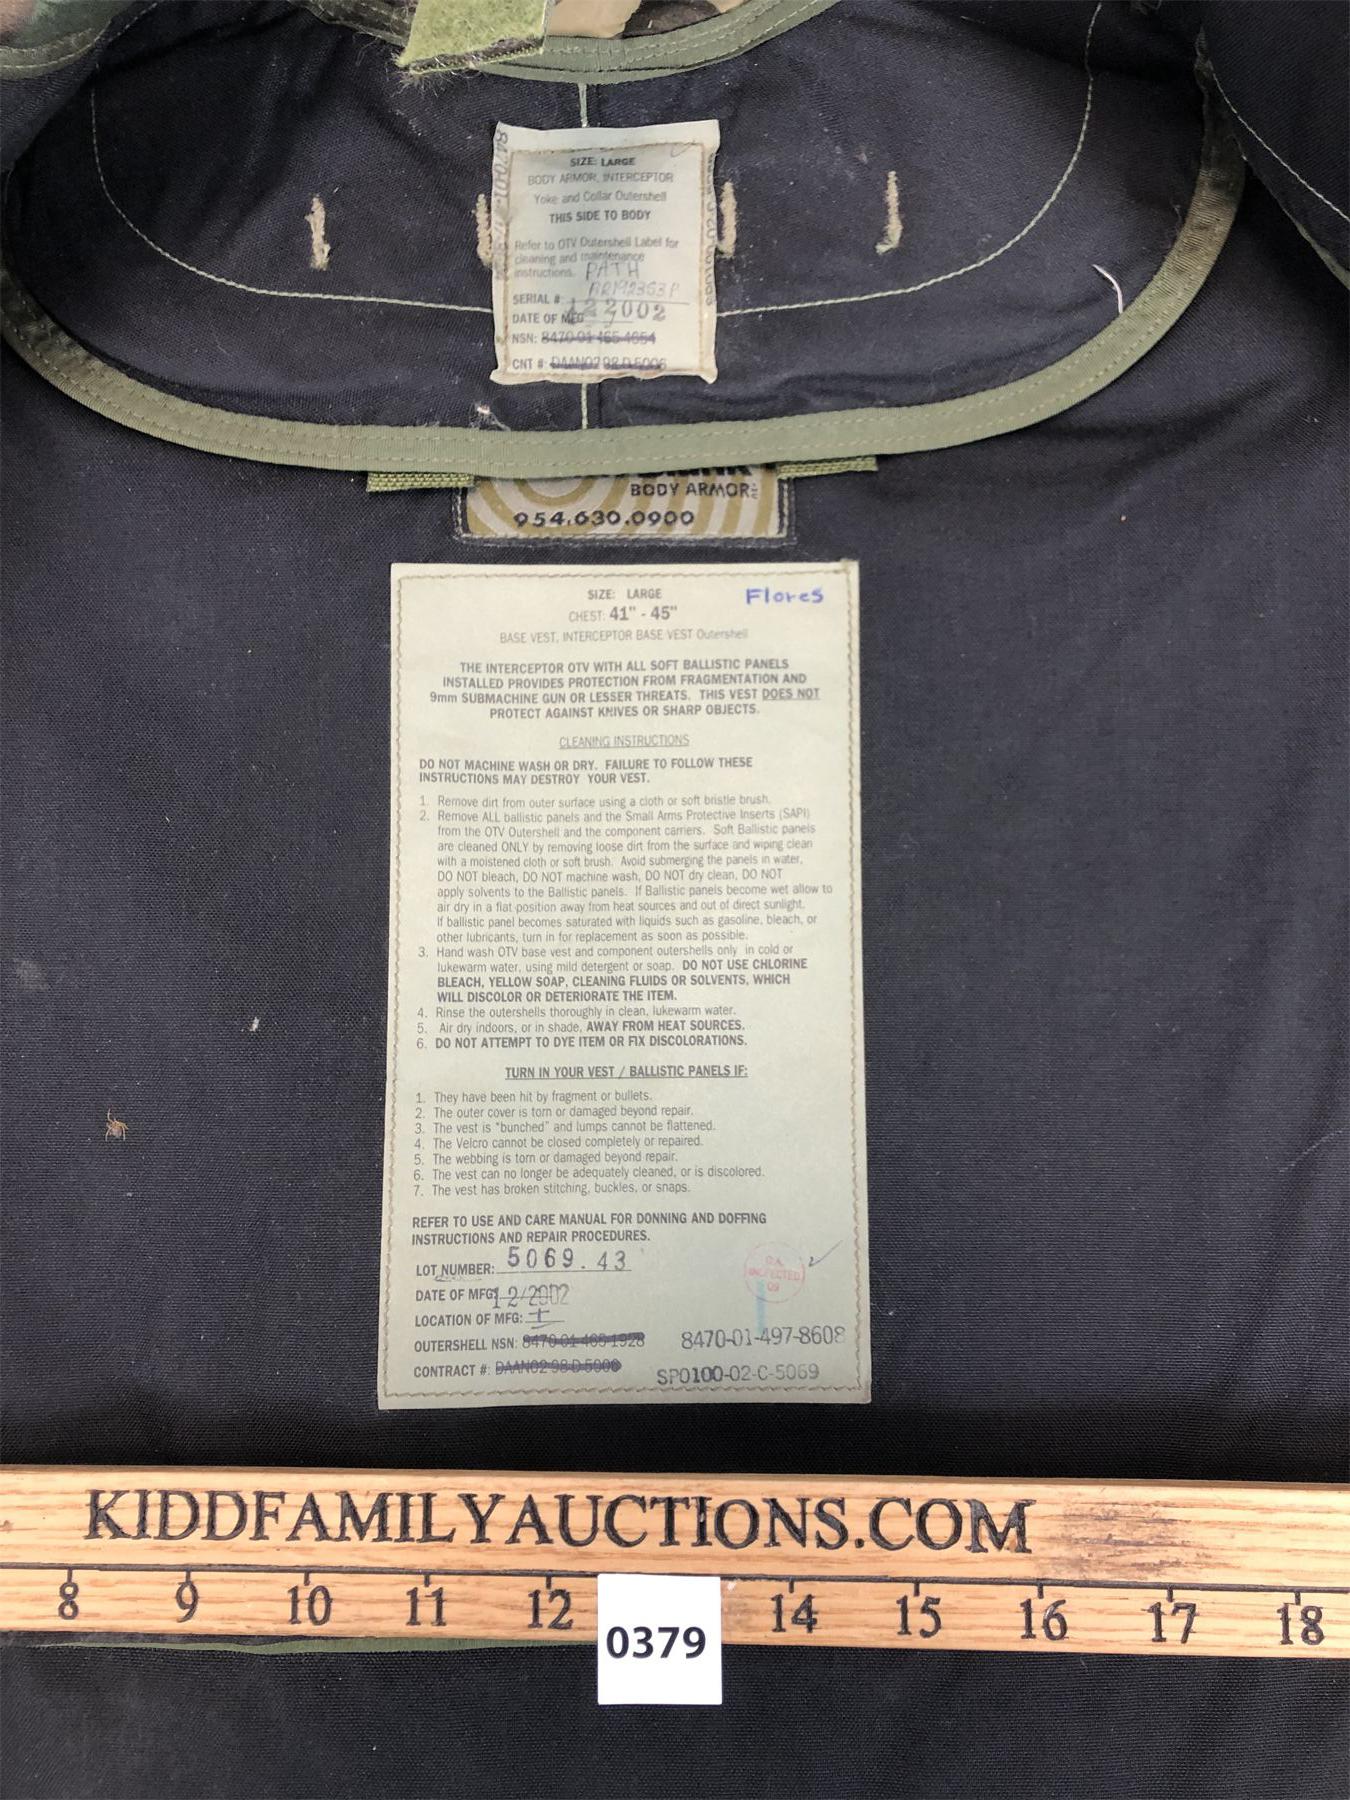 SIZE: LARGE
BODY ARMOR, INTERCEPTOR
Yoke and Collar Outershell
THIS SIDE TO BODY
Refer to OTV Outershell Label for
cleaning and maintenance
instructions. PATH
SERIAL #
DATE OF MFG 122002
NSN: 8470-01-465-4654
CNT #: DAAN02 98 D 5006
BODY ARMOR
954.630.0900
SIZE: LARGE Flores
CHEST: 41" - 45"
BASE VEST, INTERCEPTOR BASE VEST Outershell
THE INTERCEPTOR OTV WITH ALL SOFT BALLISTIC PANELS
INSTALLED PROVIDES PROTECTION FROM FRAGMENTATION AND
9mm SUBMACHINE GUN OR LESSER THREATS. THIS VEST DOES NOT
PROTECT AGAINST KNIVES OR SHARP OBJECTS.
CLEANING INSTRUCTIONS
DO NOT MACHINE WASH OR DRY. FAILURE TO FOLLOW THESE
INSTRUCTIONS MAY DESTROY YOUR VEST.
1. Remove dirt from outer surface using a cloth or soft bristle brush.
2. Remove ALL ballistic panels and the Small Arms Protective Inserts (SAPI)
from the OTV Outershell and the component carriers. Soft Ballistic panels
are cleaned ONLY by removing loose dirt from the surface and wiping clean
with a moistened cloth or soft brush. Avoid submerging the panels in water,
DO NOT bleach, DO NOT machine wash, DO NOT dry clean, DO NOT
apply solvents to the Ballistic panels. If Ballistic panels become wet allow to
air dry in a flat position away from heat sources and out of direct sunlight.
If ballistic panel becomes saturated with liquids such as gasoline, bleach, or
other lubricants, turn in for replacement as soon as possible.
3. Hand wash OTV base vest and component outershells only in cold or
lukewarm water, using mild detergent or soap. DO NOT USE CHLORINE
BLEACH, YELLOW SOAP, CLEANING FLUIDS OR SOLVENTS, WHICH
WILL DISCOLOR OR DETERIORATE THE ITEM.
4. Rinse the outershells thoroughly in clean, lukewarm water.
5. Air dry indoors, or in shade, AWAY FROM HEAT SOURCES.
6. DO NOT ATTEMPT TO DYE ITEM OR FIX DISCOLORATIONS.
TURN IN YOUR VEST / BALLISTIC PANELS IF:
1. They have been hit by fragment or bullets.
2. The outer cover is torn or damaged beyond repair.
3. The vest is "bunched" and lumps cannot be flattened.
4. The Velcro cannot be closed completely or repaired.
5. The webbing is torn or damaged beyond repair.
6. The vest can no longer be adequately cleaned, or is discolored.
7. The vest has broken stitching, buckles, or snaps.
REFER TO USE AND CARE MANUAL FOR DONNING AND DOFFING
INSTRUCTIONS AND REPAIR PROCEDURES.
LOT NUMBER: 5069.43
Q.A.
INSPECTED
09
DATE OF MFG: 12/2002
LOCATION OF MFG: I
OUTERSHELL NSN: 8470-01-465-1928 8470-01-497-8608
CONTRACT #: DAAN02-98-D-5006 SPO100-02-C-5069
KIDDFAMILYAUCTIONS.COM
8 9 10 11 12 14 15 16 17 18
0379